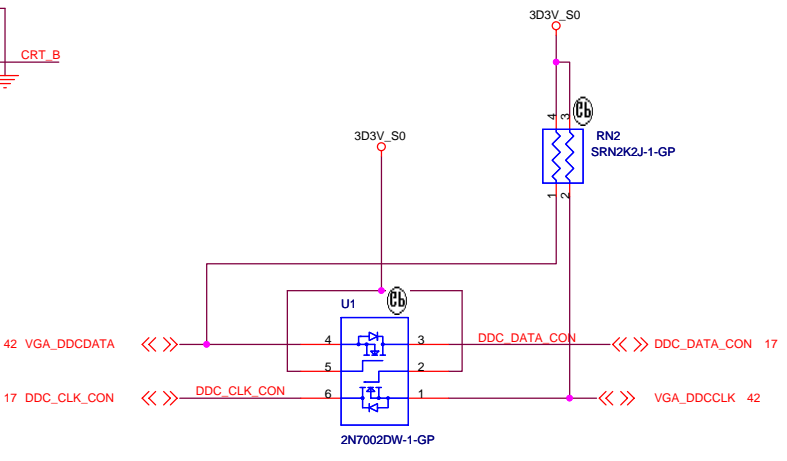 3D3V_S0
CRT_B
4 3
RN2
SRN2K2J-1-GP
3D3V_S0
1 2
U1
42 VGA_DDCDATA 4 3 DDC_DATA_CON DDC_DATA_CON 17
5 2
17 DDC_CLK_CON DDC_CLK_CON 6 1 VGA_DDCCLK 42
2N7002DW-1-GP